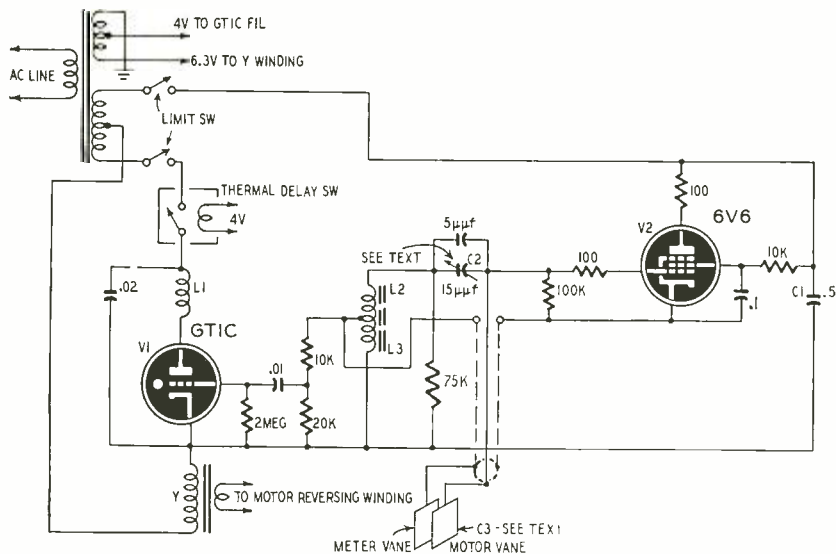 4V TO GTIC FIL
6.3V TO Y WINDING
AC LINE
LIMIT SW
THERMAL DELAY SW
4V
.02
L1
GTIC
V1
.01
2MEG
10K
20K
L2
L3
SEE TEXT
5μμf
C2
15μμf
75K
100
100K
V2
100
6V6
10K
.1
C1
.5
Y
TO MOTOR REVERSING WINDING
METER VANE
C3-SEE TEXT
MOTOR VANE